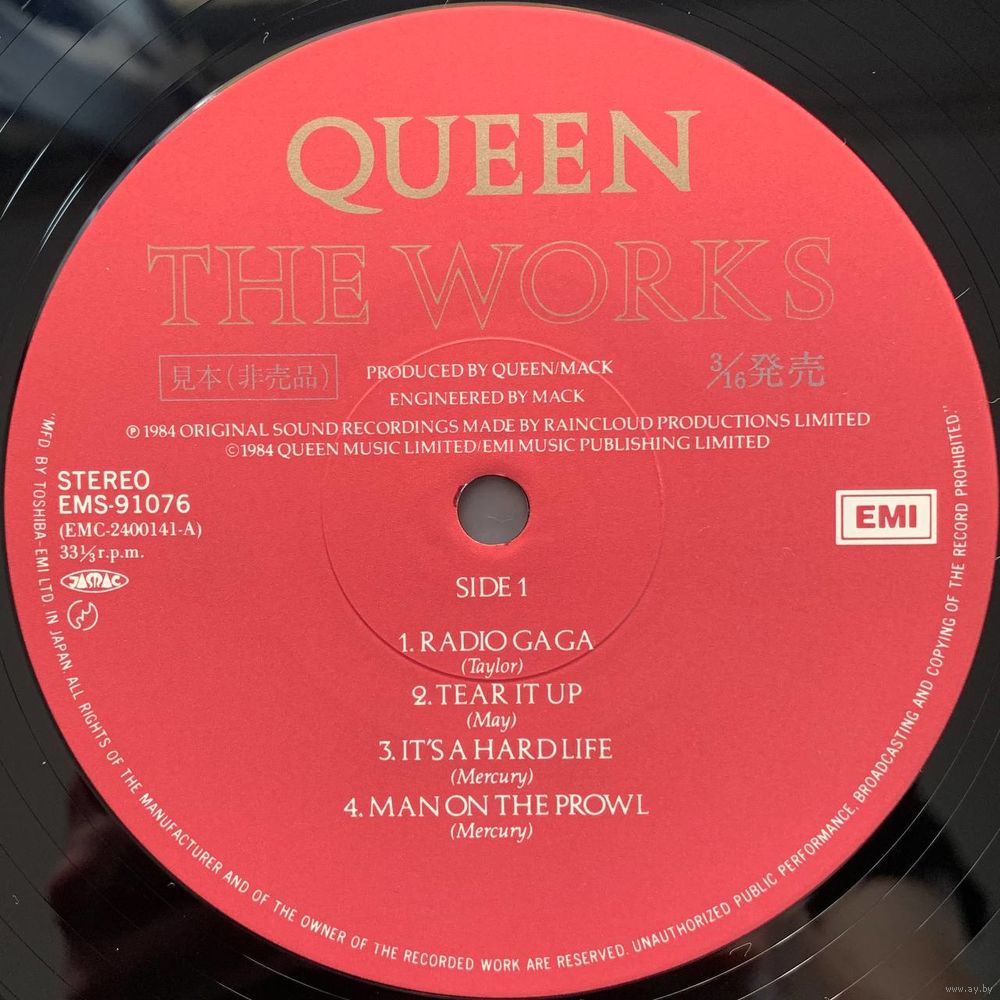 QUEEN
THE WORKS
見本(非売品)
PRODUCED BY QUEEN/MACK
ENGINEERED BY MACK
3/16発売
Ⓟ1984 ORIGINAL SOUND RECORDINGS MADE BY RAINCLOUD PRODUCTIONS LIMITED
©1984 QUEEN MUSIC LIMITED/EMI MUSIC PUBLISHING LIMITED
STEREO
EMS-91076
(EMC-2400141-A)
33⅓r.p.m.
JASRAC
EMI
SIDE 1
1. RADIO GA GA
(Taylor)
2. TEAR IT UP
(May)
3. IT'S A HARD LIFE
(Mercury)
4. MAN ON THE PROWL
(Mercury)
"MFD BY TOSHIBA-EMI LTD IN JAPAN. ALL RIGHTS OF THE MANUFACTURER AND OF THE OWNER OF THE RECORDED WORK ARE RESERVED. UNAUTHORIZED PUBLIC PERFORMANCE, BROADCASTING AND COPYING OF THE RECORD PROHIBITED."
www.ay.by